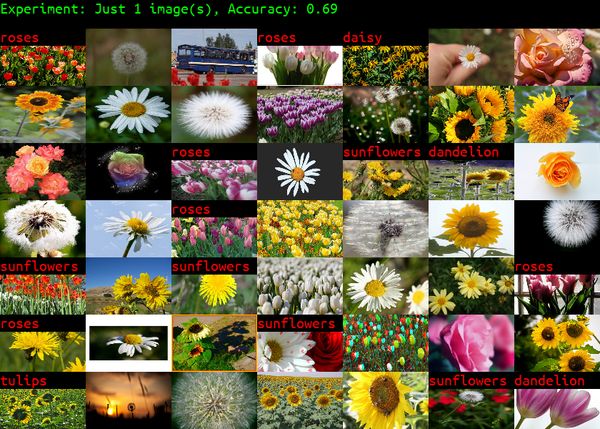 Experiment: Just 1 image(s), Accuracy: 0.69
roses roses daisy
roses sunflowers dandelion
roses
sunflowers sunflowers roses
roses sunflowers
tulips sunflowers dandelion